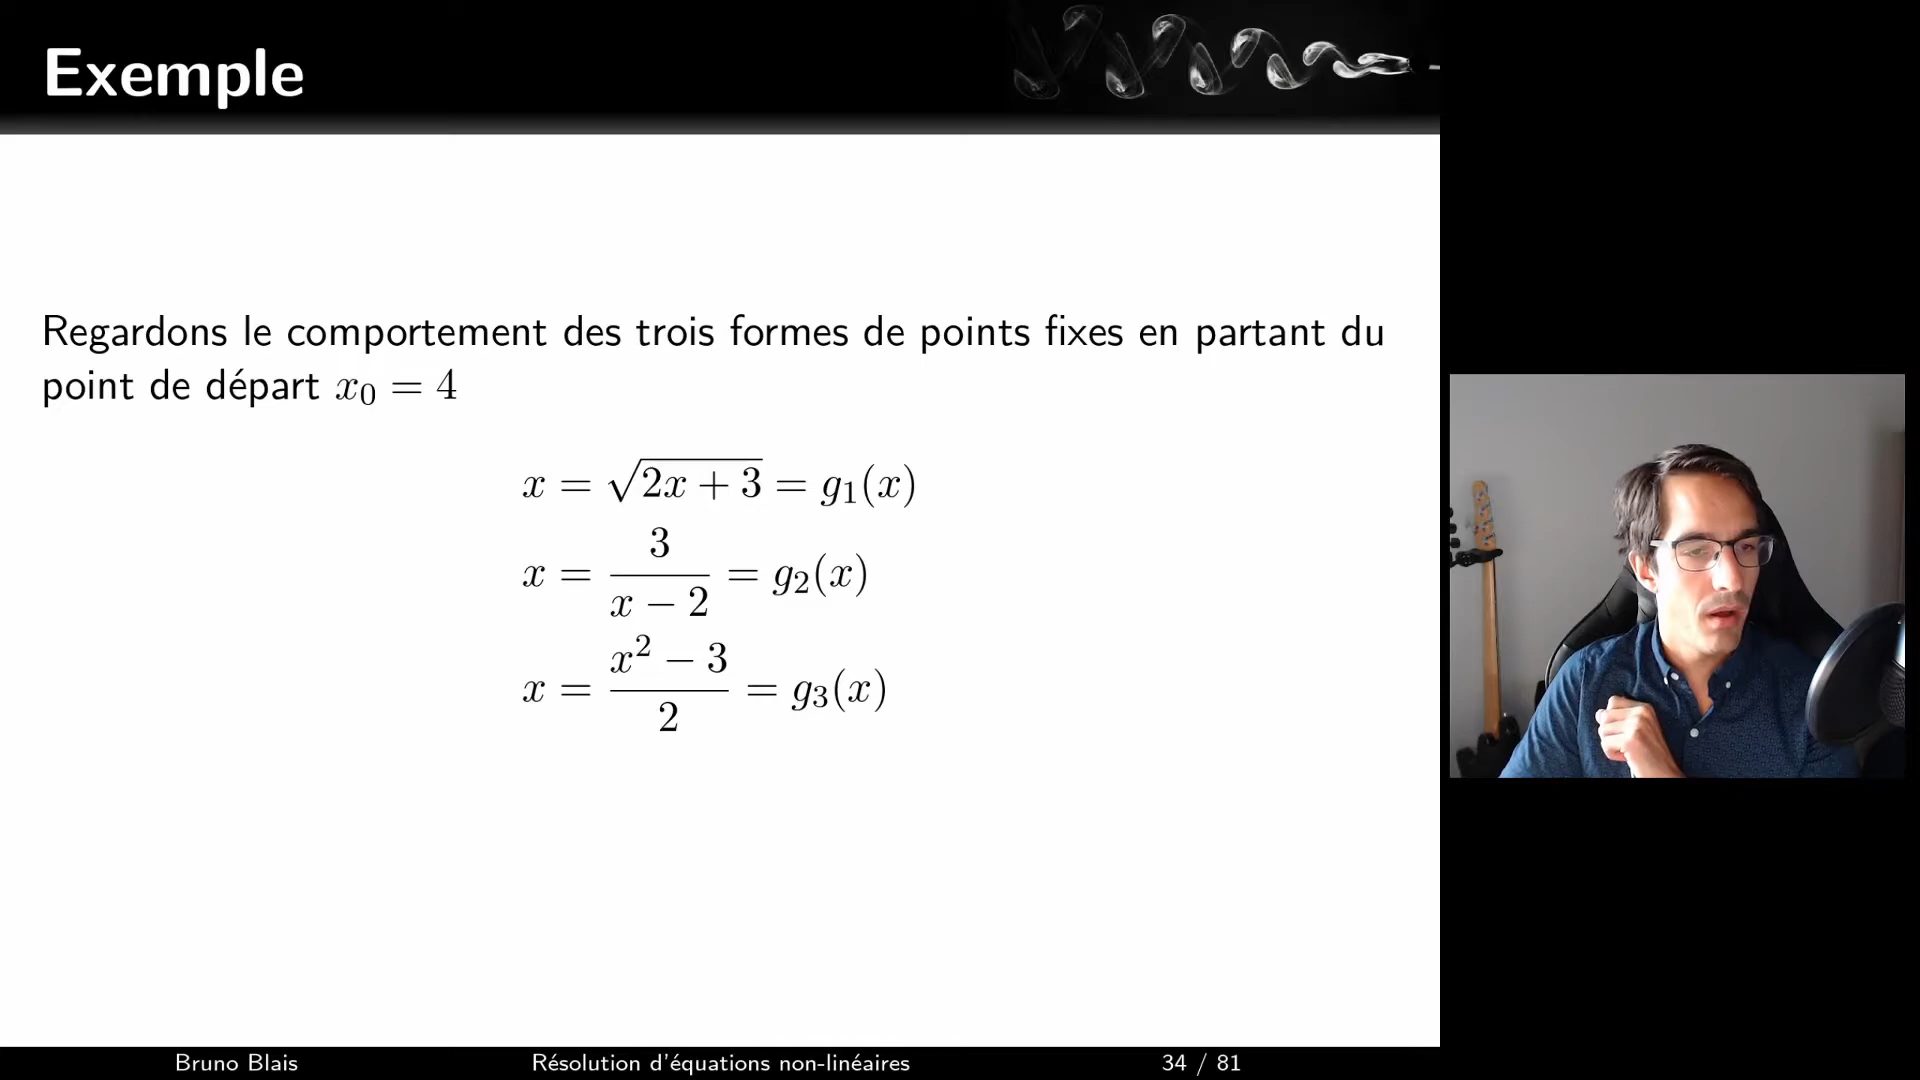 Exemple
Regardons le comportement des trois formes de points fixes en partant du
point de départ x₀ = 4
x = √(2x + 3) = g₁(x)
x = 3/(x − 2) = g₂(x)
x = (x² − 3)/2 = g₃(x)
Bruno Blais Résolution d'équations non-linéaires 34 / 81